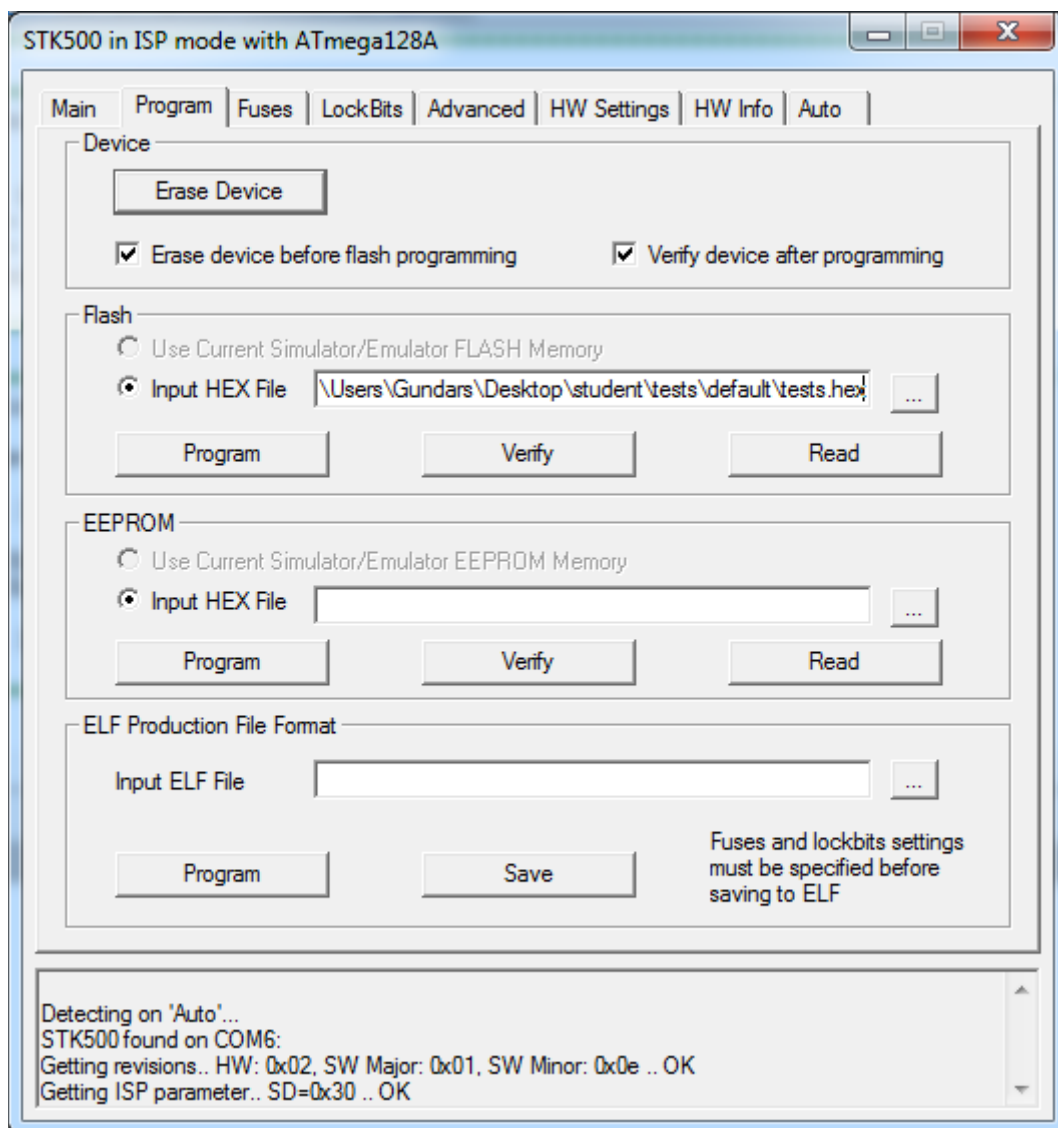 STK500 in ISP mode with ATmega128A
Main Program Fuses LockBits Advanced HW Settings HW Info Auto
Device
Erase Device
Erase device before flash programming Verify device after programming
Flash
Use Current Simulator/Emulator FLASH Memory
Input HEX File \Users\Gundars\Desktop\student\tests\default\tests.hex ...
Program Verify Read
EEPROM
Use Current Simulator/Emulator EEPROM Memory
Input HEX File ...
Program Verify Read
ELF Production File Format
Input ELF File ...
Program Save
Fuses and lockbits settings
must be specified before
saving to ELF
Detecting on 'Auto'...
STK500 found on COM6:
Getting revisions.. HW: 0x02, SW Major: 0x01, SW Minor: 0x0e .. OK
Getting ISP parameter.. SD=0x30 .. OK